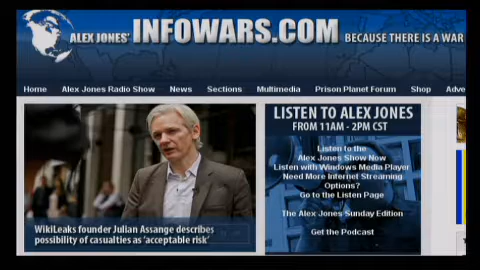 ALEX JONES' INFOWARS.COM BECAUSE THERE IS A WAR
Home Alex Jones Radio Show News Sections Multimedia Prison Planet Forum Shop Adve
LISTEN TO ALEX JONES
FROM 11AM - 2PM CST
Listen to the
Alex Jones Show Now
Listen with Windows Media Player
Need More Internet Streaming
Options?
Go to the Listen Page
The Alex Jones Sunday Edition
Get the Podcast
WikiLeaks founder Julian Assange describes
possibility of casualties as 'acceptable risk'